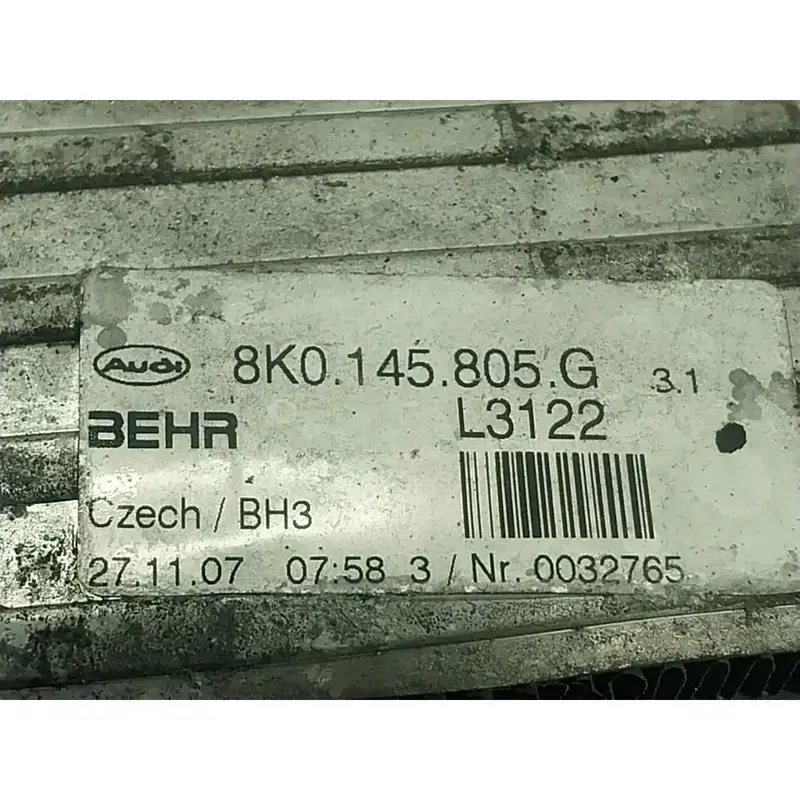 Audi 8K0.145.805.G 3.1
BEHR L3122
Czech / BH3
27.11.07 07:58 3 / Nr. 0032765